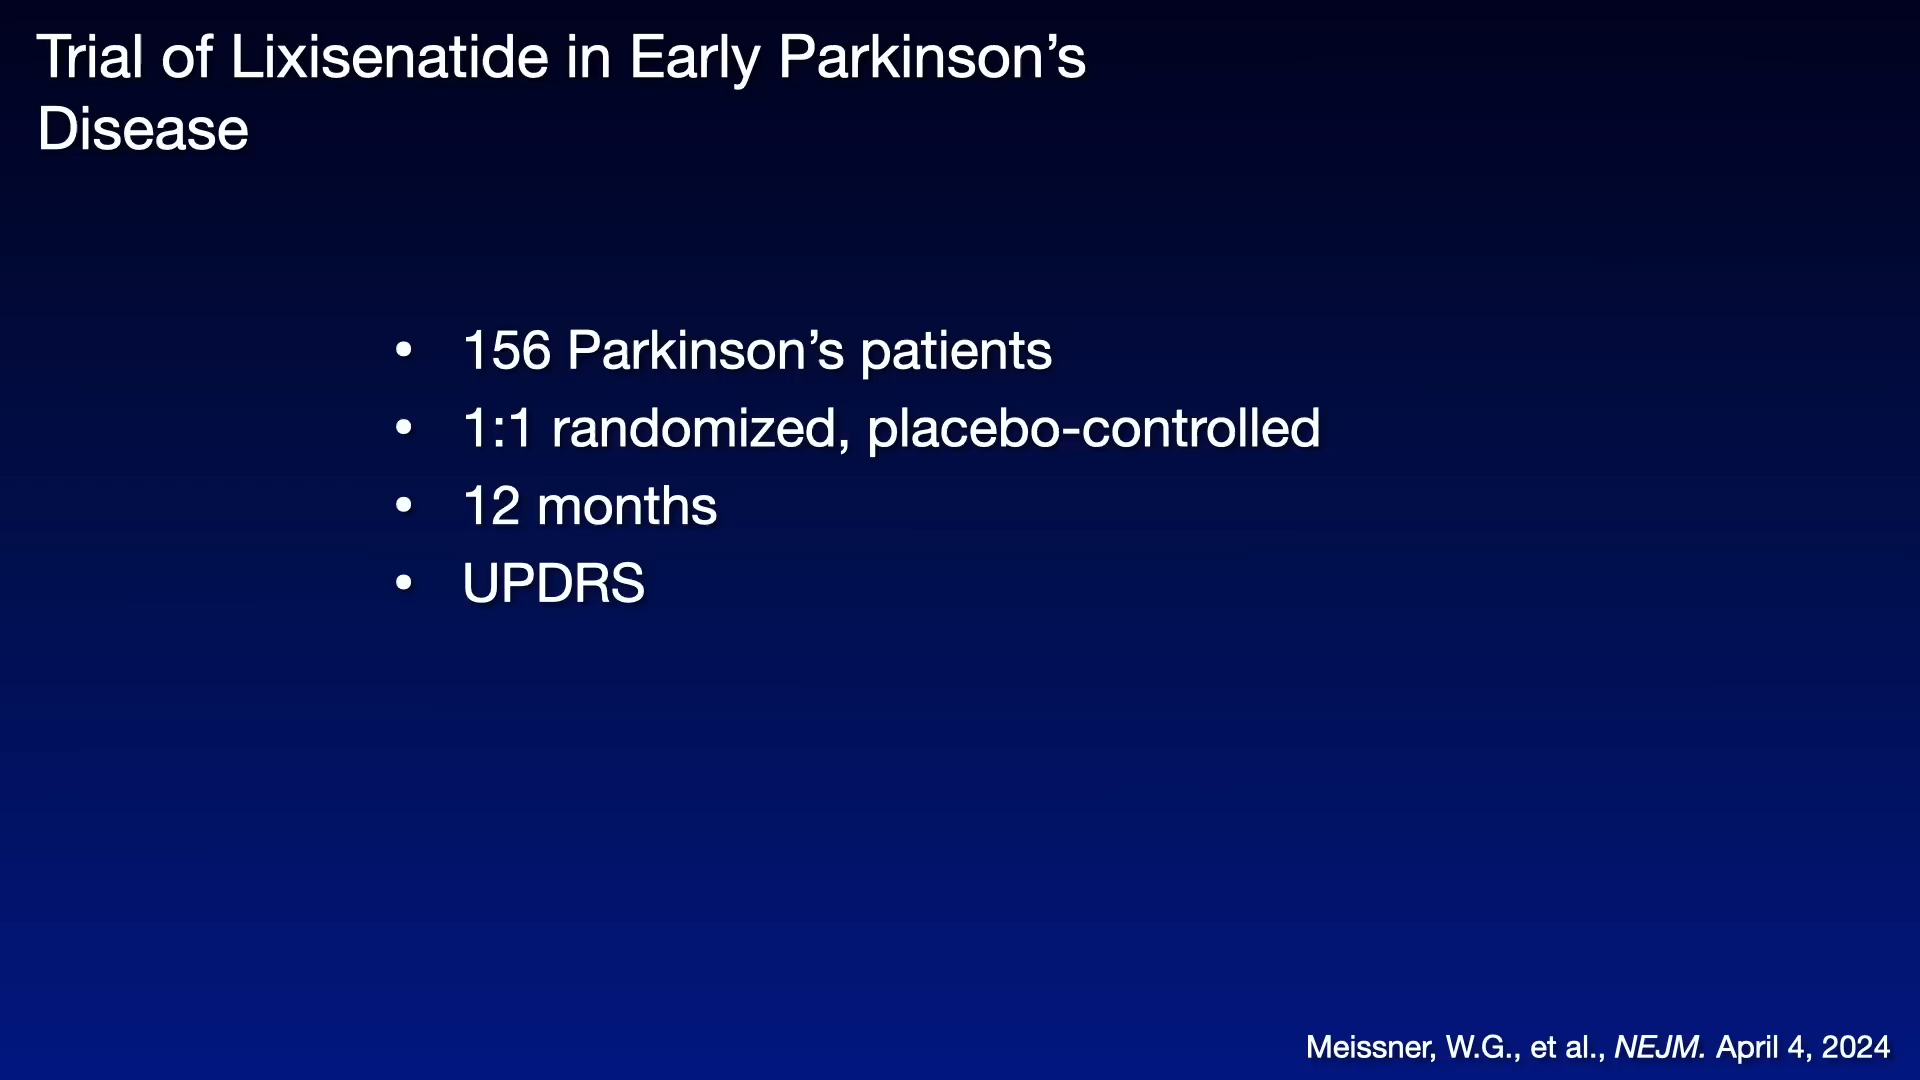 Trial of Lixisenatide in Early Parkinson’s
Disease
• 156 Parkinson’s patients
• 1:1 randomized, placebo-controlled
• 12 months
• UPDRS
Meissner, W.G., et al., NEJM. April 4, 2024